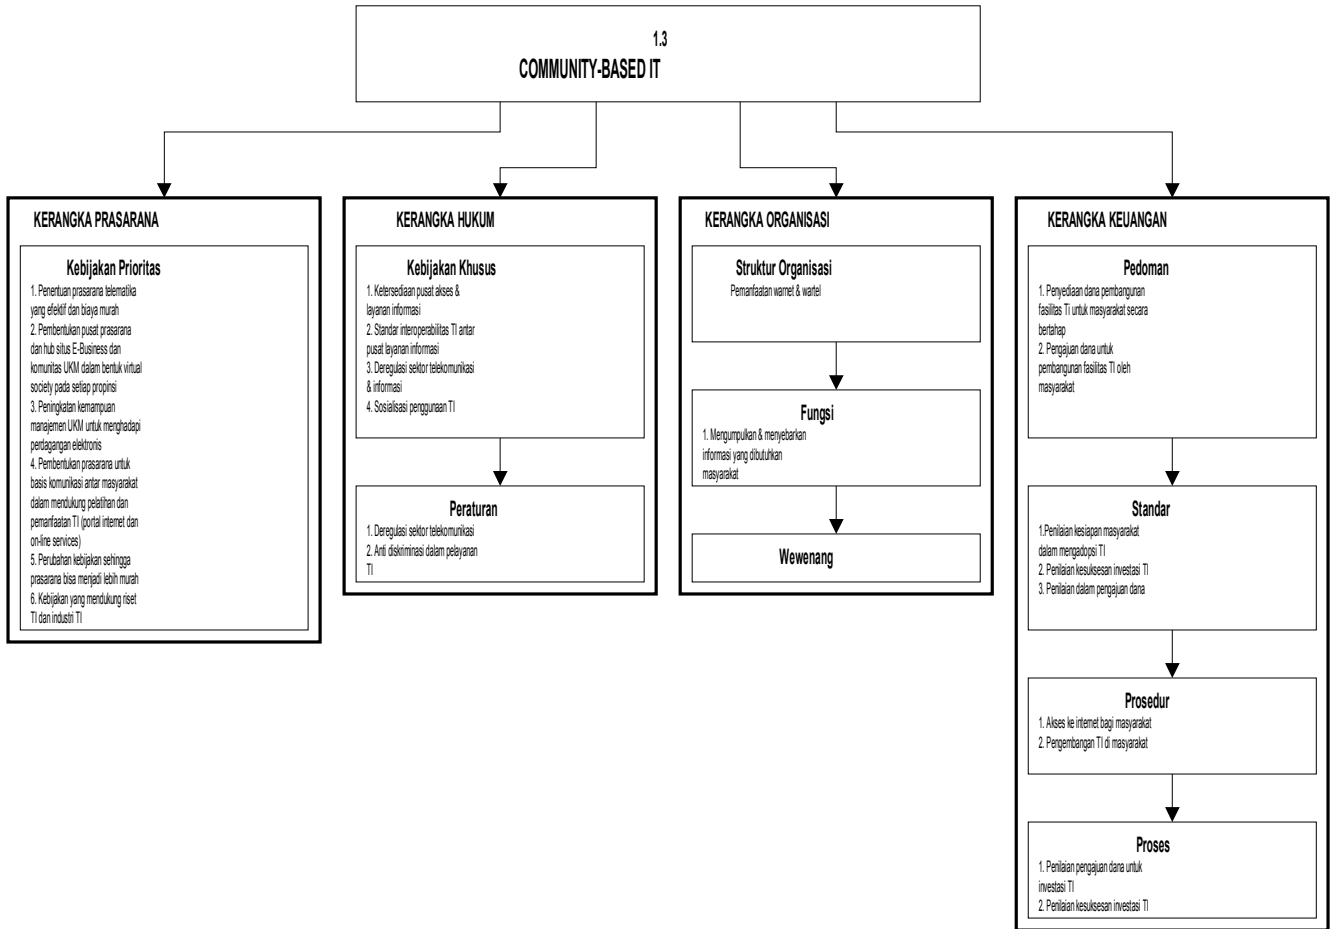 1.3
COMMUNITY-BASED IT
KERANGKA PRASARANA
Kebijakan Prioritas
1. Penentuan prasarana telematika
yang efektif dan biaya murah
2. Pembentukan pusat prasarana
dan hub situs E-Business dan
komunitas UKM dalam bentuk virtual
society pada setiap propinsi
3. Peningkatan kemampuan
manajemen UKM untuk menghadapi
perdagangan elektronis
4. Pembentukan prasarana untuk
basis komunikasi antar masyarakat
dalam mendukung pelatihan dan
pemanfaatan TI (portal internet dan
on-line services)
5. Perubahan kebijakan sehingga
prasarana bisa menjadi lebih murah
6. Kebijakan yang mendukung riset
TI dan industri TI
KERANGKA HUKUM
Kebijakan Khusus
1. Ketersediaan pusat akses &
layanan informasi
2. Standar interoperabilitas TI antar
pusat layanan informasi
3. Deregulasi sektor telekomunikasi
& informasi
4. Sosialisasi penggunaan TI
Peraturan
1. Deregulasi sektor telekomunikasi
2. Anti diskriminasi dalam pelayanan
TI
KERANGKA ORGANISASI
Struktur Organisasi
Pemanfaatan warnet & wartel
Fungsi
1. Mengumpulkan & menyebarkan
informasi yang dibutuhkan
masyarakat
Wewenang
KERANGKA KEUANGAN
Pedoman
1. Penyediaan dana pembangunan
fasilitas Ti untuk masyarakat secara
bertahap
2. Pengajuan dana untuk
pembangunan fasilitas TI oleh
masyarakat
Standar
1.Penilaian kesiapan masyarakat
dalam mengadopsi TI
2. Penilaian kesuksesan investasi TI
3. Penilaian dalam pengajuan dana
Prosedur
1. Akses ke internet bagi masyarakat
2. Pengembangan TI di masyarakat
Proses
1. Penilaian pengajuan dana untuk
investasi TI
2. Penilaian kesuksesan investasi TI